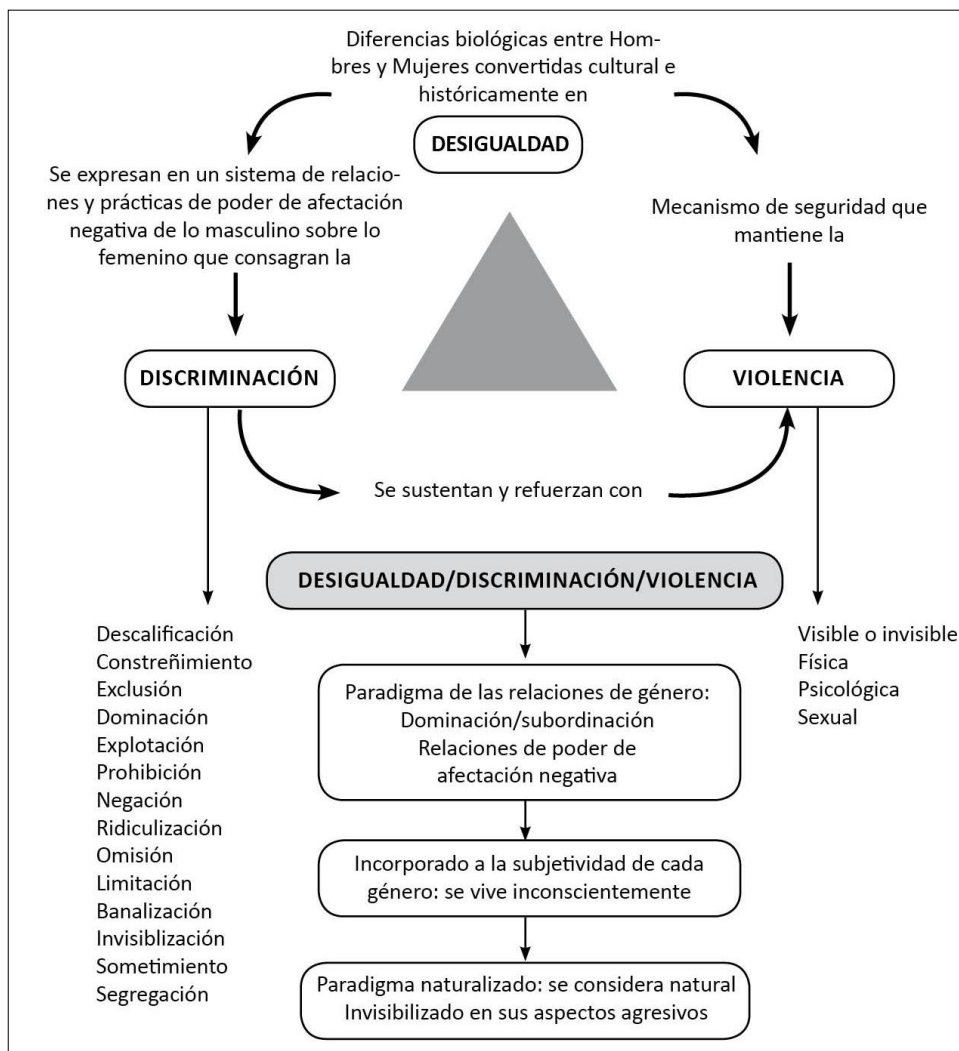 Diferencias biológicas entre Hom-
bres y Mujeres convertidas cultural e
históricamente en
DESIGUALDAD
Se expresan en un sistema de relacio-
nes y prácticas de poder de afectación
negativa de lo masculino sobre lo
femenino que consagran la
Mecanismo de seguridad que
mantiene la
DISCRIMINACIÓN
VIOLENCIA
Se sustentan y refuerzan con
DESIGUALDAD/DISCRIMINACIÓN/VIOLENCIA
Descalificación
Constreñimiento
Exclusión
Dominación
Explotación
Prohibición
Negación
Ridiculización
Omisión
Limitación
Banalización
Invisiblización
Sometimiento
Segregación
Paradigma de las relaciones de género:
Dominación/subordinación
Relaciones de poder de
afectación negativa
Incorporado a la subjetividad de cada
género: se vive inconscientemente
Paradigma naturalizado: se considera natural
Invisibilizado en sus aspectos agresivos
Visible o invisible
Física
Psicológica
Sexual